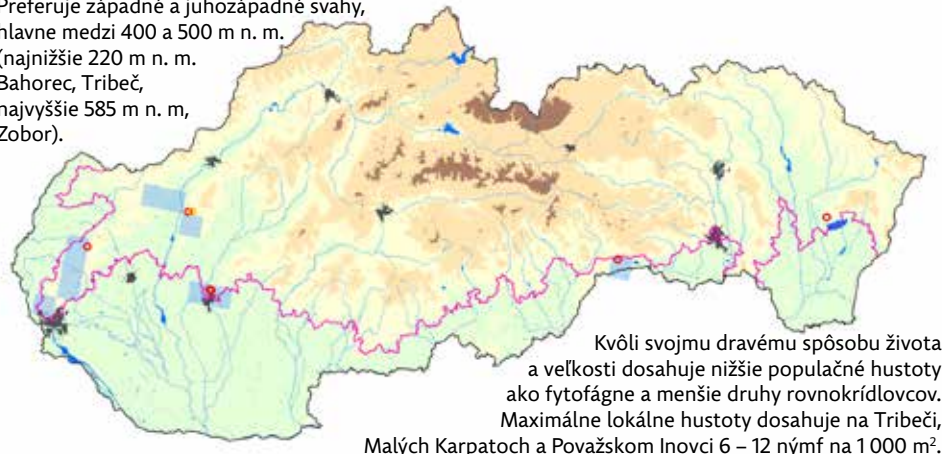 Preferuje západné a juhozápadné svahy,
hlavne medzi 400 a 500 m n. m.
(najnižšie 220 m n. m.
Bahorec, Tribeč,
najvyššie 585 m n. m,
Zobor).
Kvôli svojmu dravému spôsobu života
a veľkosti dosahuje nižšie populačné hustoty
ako fytofágne a menšie druhy rovnokrídlovcov.
Maximálne lokálne hustoty dosahuje na Tribeči,
Malých Karpatoch a Považskom Inovci 6 – 12 nýmf na 1 000 m².